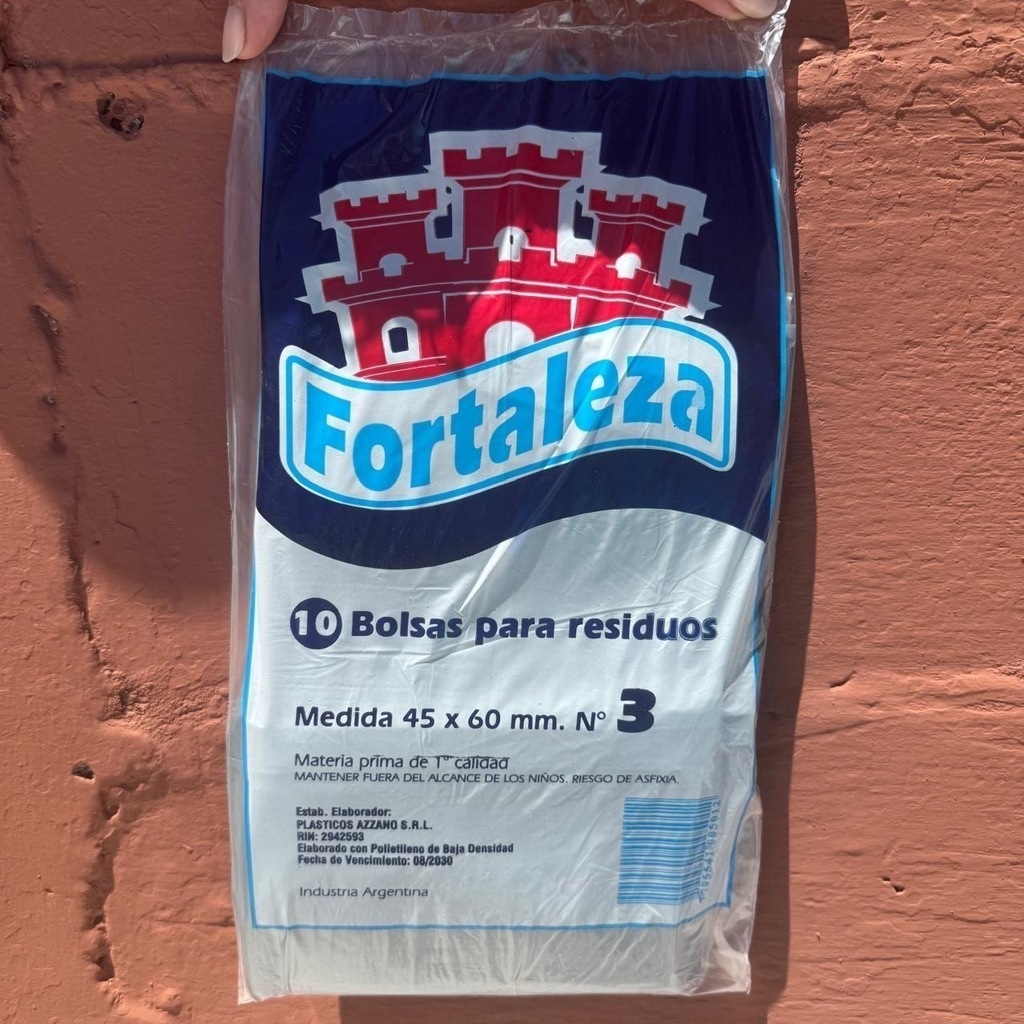 Fortaleza
10 Bolsas para residuos
Medida 45 x 60 mm. Nº 3
Materia prima de 1º calidad
MANTENER FUERA DEL ALCANCE DE LOS NIÑOS. RIESGO DE ASFIXIA.
Estab. Elaborador:
PLASTICOS AZZANO S.R.L.
RIN: 2942593
Elaborado con Polietileno de Baja Densidad
Fecha de Vencimiento: 08/2030
Industria Argentina